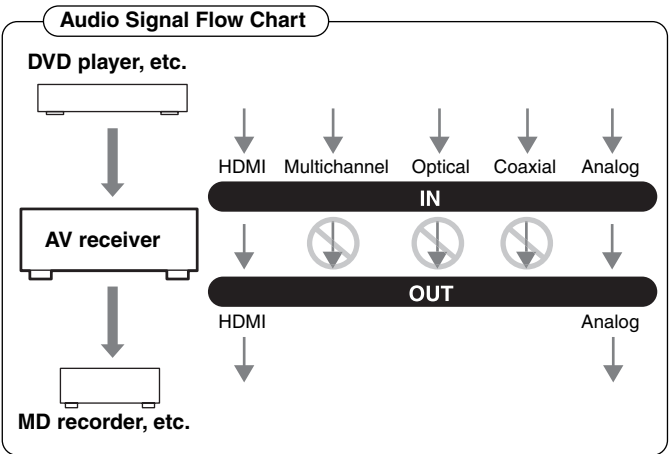 Audio Signal Flow Chart
DVD player, etc.
HDMI Multichannel Optical Coaxial Analog
IN
AV receiver
OUT
HDMI Analog
MD recorder, etc.